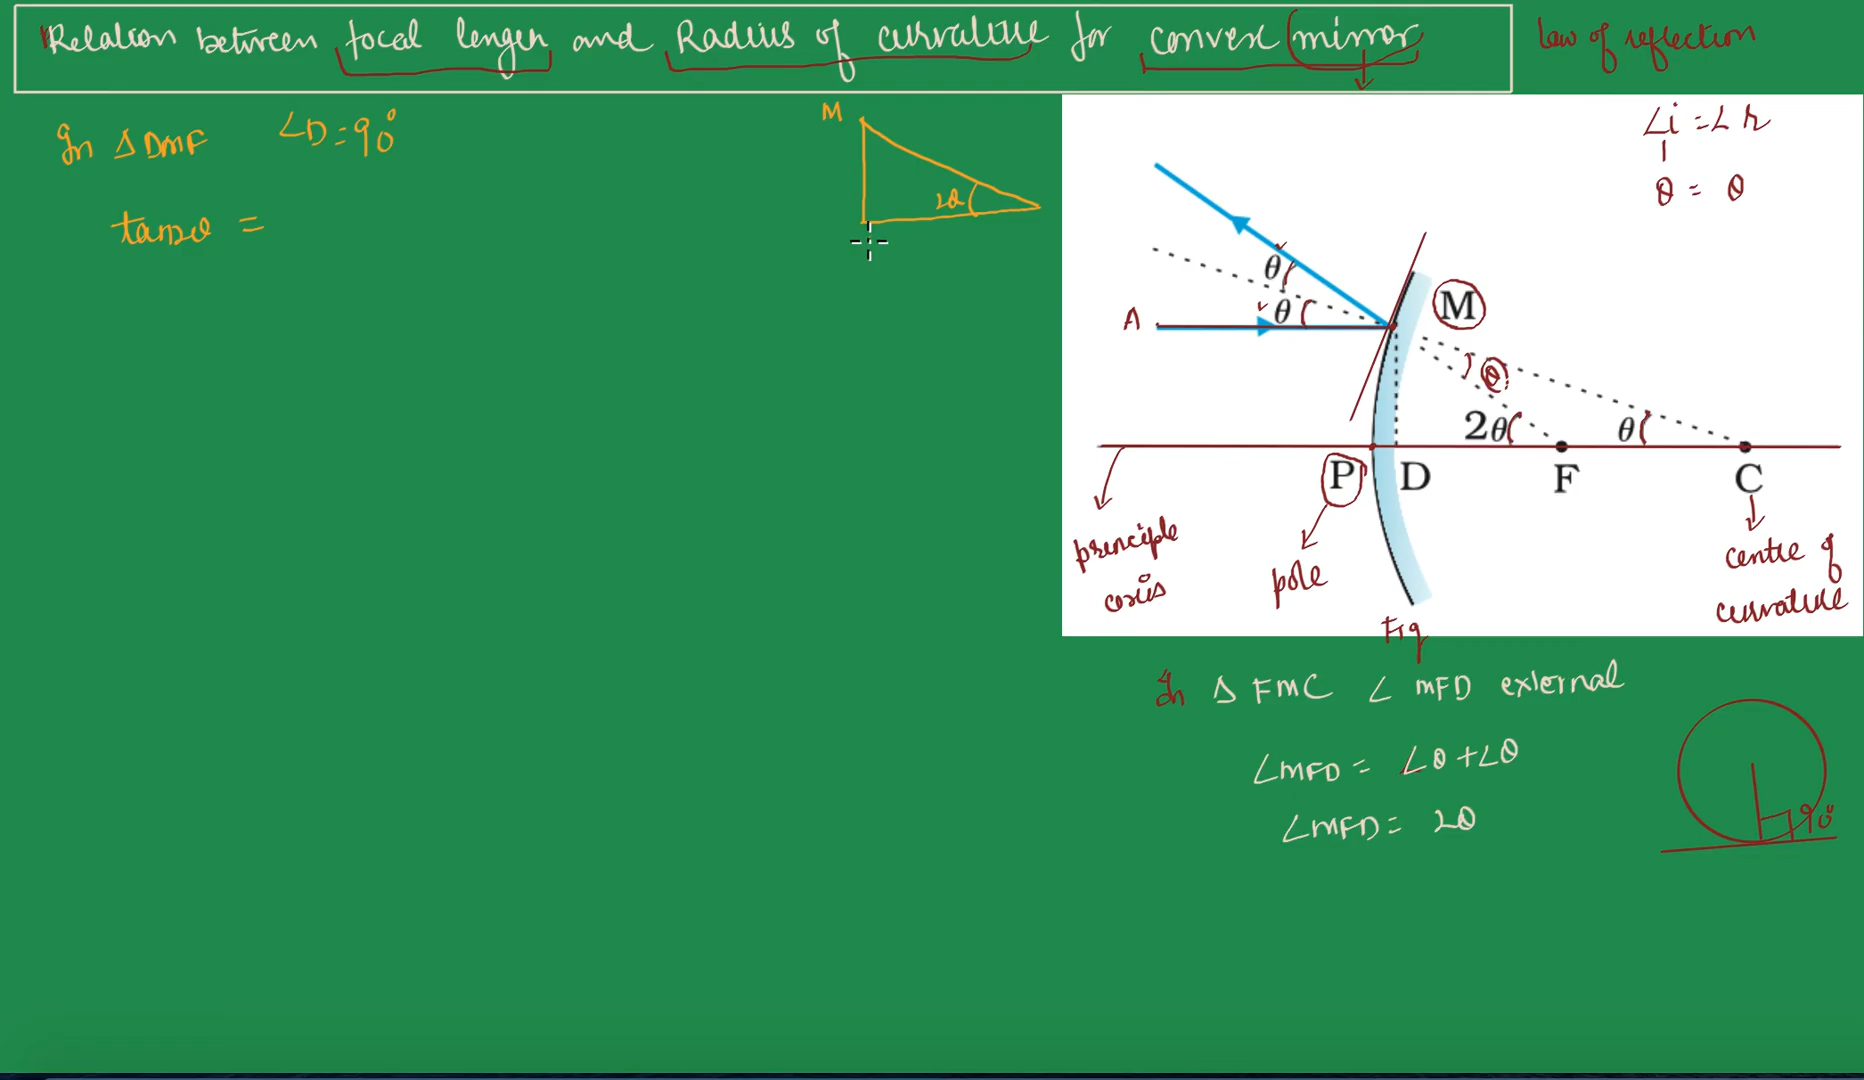 Relation between focal length and Radius of curvature for convex mirror
law of reflection
In Δ DMF ∠D=90°
tan2θ =
M
2θ
∠i =∠ r
θ = θ
θ
θ
A
M
θ
2θ
θ
P D F C
principle
axis
pole
centre of
curvature
Fig
In Δ FMC ∠ MFD external
∠MFD = ∠θ+∠θ
∠MFD = 2θ
90°